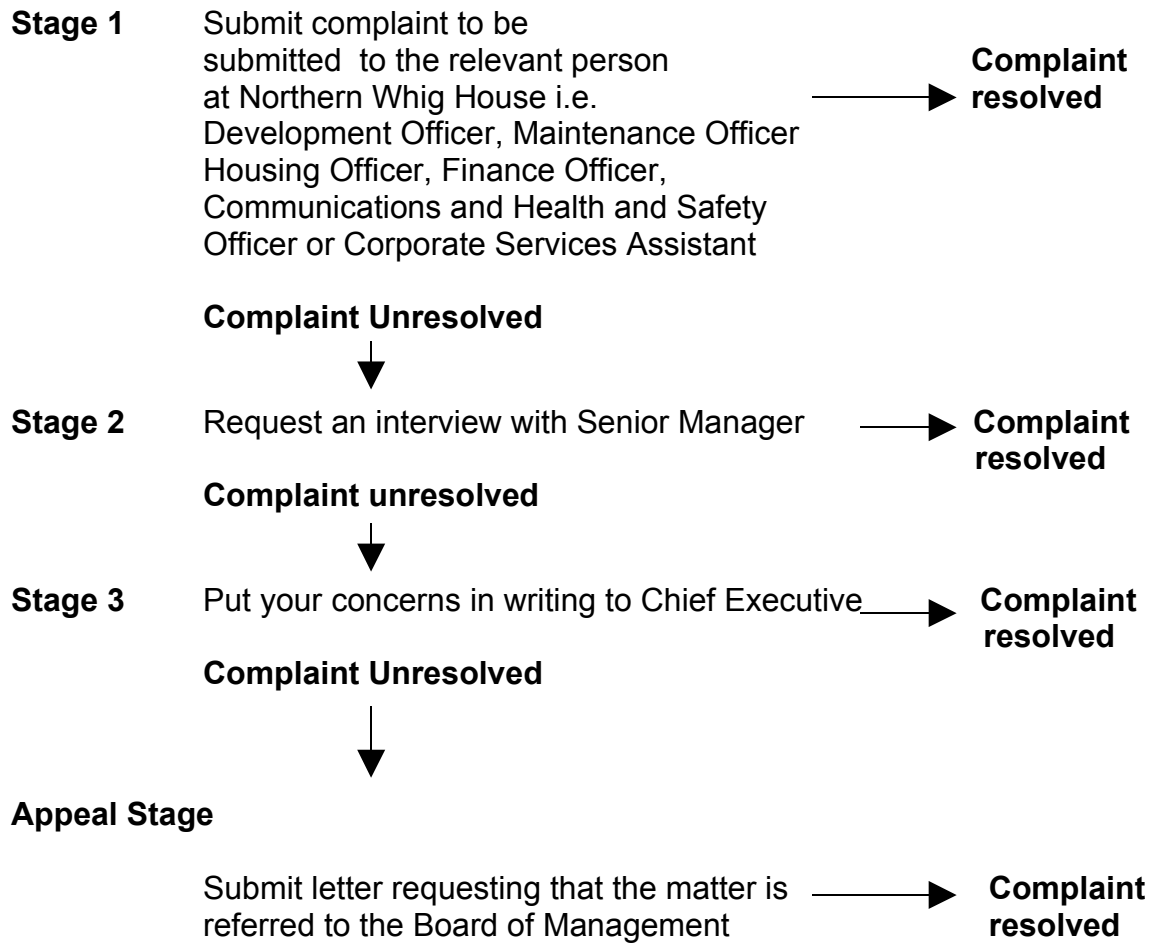 Stage 1 Submit complaint to be
submitted to the relevant person Complaint
at Northern Whig House i.e. resolved
Development Officer, Maintenance Officer
Housing Officer, Finance Officer,
Communications and Health and Safety
Officer or Corporate Services Assistant
Complaint Unresolved
Stage 2 Request an interview with Senior Manager Complaint
resolved
Complaint unresolved
Stage 3 Put your concerns in writing to Chief Executive Complaint
resolved
Complaint Unresolved
Appeal Stage
Submit letter requesting that the matter is Complaint
referred to the Board of Management resolved